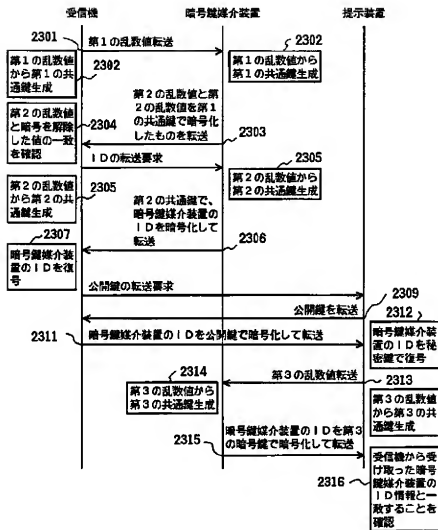 受信機
暗号鍵媒介装置
提示装置
2301
第1の乱数値転送
2302
第1の乱数値
から第1の共
通鍵生成
2302
第1の乱数値から
第1の共通鍵生成
第2の乱数値
と暗号を解除
した値の一致
を確認
2304
第2の乱数値と第
2の乱数値を第1
の共通鍵で暗号化
したものを転送
2303
IDの転送要求
2305
第2の乱数値から
第2の共通鍵生成
第2の乱数値
から第2の共
通鍵生成
2305
第2の共通鍵で、
暗号鍵媒介装置の
IDを暗号化して
転送
2306
2307
暗号鍵媒介
装置のIDを復
号
公開鍵の転送要求
2309
公開鍵を転送
2312
2311
暗号鍵媒介装置のIDを公開鍵で暗号化して転送
暗号鍵媒介装
置のIDを秘
密鍵で復号
2314
第3の乱数値転送
2313
第3の乱数値から
第3の共通鍵生成
第3の乱数値
から第3の共
通鍵生成
2315
暗号鍵媒介装置のIDを第3
の暗号鍵で暗号化して転送
2316
受信機から受
け取った暗号
鍵媒介装置の
ID情報と一
致することを
確認